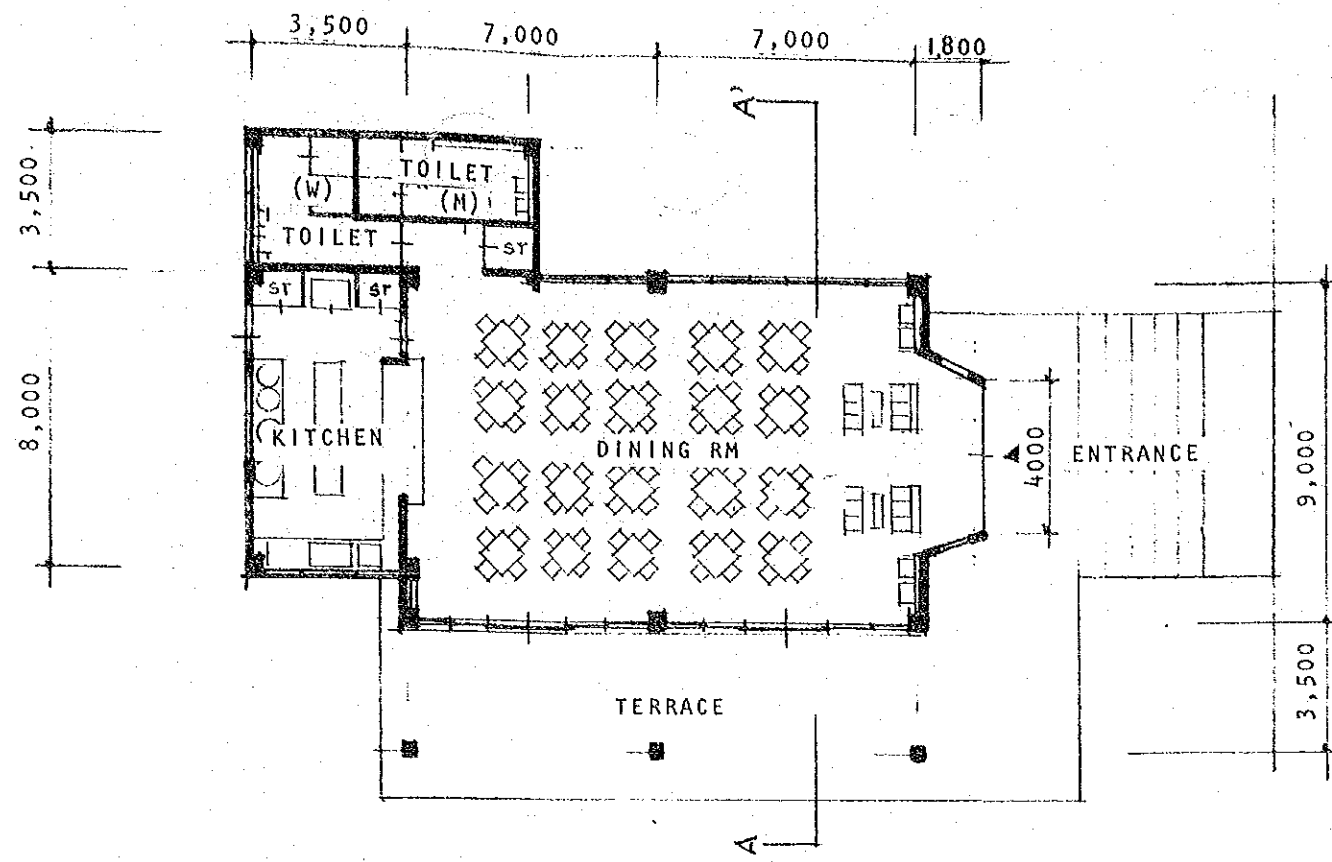 3,500
7,000
7,000
1,800
A'
3,500
TOILET
(W)
(M)
TOILET
ST
ST
ST
8,000
KITCHEN
DINING RM
4000
ENTRANCE
9,000
3,500
TERRACE
A